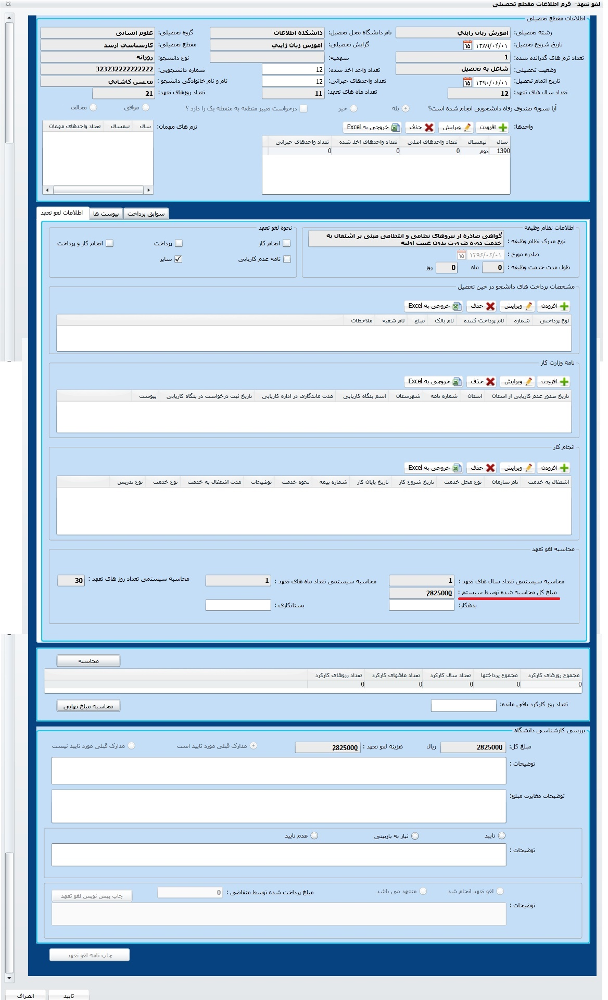 لغو تعهد- فرم اطلاعات مقطع تحصیلی
اطلاعات مقطع تحصیلی
رشته تحصیلی: اموزش زبان ژاپني نام دانشگاه محل تحصیل: دانشکده اطلاعات گروه تحصیلی: علوم انسانی
تاریخ شروع تحصیل: ۱۳۸۹/۰۴/۰۱ گرایش تحصیلی: اموزش زبان ژاپني مقطع تحصیلی: کارشناسي ارشد
تعداد ترم های گذرانده شده: 1 سهمیه: نوع دانشجو: روزانه
وضعیت تحصیلی: شاغل به تحصیل تعداد واحد اخذ شده: 12 شماره دانشجویی: 323232222222222
تاریخ اتمام تحصیل: ۱۳۹۰/۰۶/۰۱ تعداد واحدهای جبرانی: 12 نام و نام خانوادگی دانشجو : محسن کاشاني
تعداد سال های تعهد: 12 تعداد ماه های تعهد: 11 تعداد روزهای تعهد: 21
آیا تسویه صندوق رفاه دانشجویی انجام شده است؟ بله خیر درخواست تغییر منطقه به منقطه یک را دارد ؟ موافق مخالف
واحدها: افزودن ویرایش حذف خروجی به Excel ترم های مهمان:
سال نیمسال تعداد واحدهای اصلی تعداد واحدهای اخذ شده تعداد واحدهای جبرانی
1390 دوم 0 0 0
سال نیمسال تعداد واحدهای مهمان
اطلاعات لغو تعهد پیوست ها سوابق پرداخت
اطلاعات نظام وظیفه
نوع مدرک نظام وظیفه : گواهی صادره از نیروهای نظامی و انتظامی مبنی بر اشتغال به
خدمت دوره ضرورت بدون غیبت اولیه
صادره مورخ : ۱۳۹۶/۰۶/۰۱
طول مدت خدمت وظیفه : 0 ماه 0 روز
نحوه لغو تعهد
انجام کار پرداخت انجام کار و پرداخت
نامه عدم کاریابی سایر
مشخصات پرداخت های دانشجو در حین تحصیل
افزودن ویرایش حذف خروجی به Excel
نوع پرداختی شماره نام پرداخت کننده نام بانک مبلغ نام شعبه ملاحظات
نامه وزارت کار
افزودن ویرایش حذف خروجی به Excel
تاریخ صدور عدم کاریابی از استان استان شماره نامه شهرستان اسم بنگاه کاریابی مدت ماندگاری در اداره کاریابی تاریخ ثبت درخواست در بنگاه کاریابی پیوست
انجام کار
افزودن ویرایش حذف خروجی به Excel
اشتغال به خدمت نام سازمان نوع محل خدمت تاریخ شروع کار تاریخ پایان کار شماره بیمه نحوه خدمت توضیحات مدت اشتغال به خدمت نوع خدمت نوع تدریس
محاسبه لغو تعهد
محاسبه سیستمی تعداد سال های تعهد : 1 محاسبه سیستمی تعداد ماه های تعهد : 1 محاسبه سیستمی تعداد روز های تعهد : 30
مبلغ کل محاسبه شده توسط سیستم : 2825000
بدهکار: بستانکاری :
محاسبه
مجموع روزهای کارکرد مجموع پرداختها تعداد سال کارکرد تعداد ماههای کارکرد تعداد رزوهای کارکرد
0 0 0 0 0
تعداد روز کارکرد باقی مانده: محاسبه مبلغ نهایی
بررسی کارشناسی دانشگاه
مبلغ کل: 2825000 ریال هزینه لغو تعهد : 2825000 مدارک قبلی مورد تایید است مدارک قبلی مورد تایید نیست
توضیحات :
توضیحات مغایرت مبلغ:
تایید نیاز به بازبینی عدم تایید
توضیحات :
لغو تعهد انجام شد متعهد می باشد مبلغ پرداخت شده توسط متقاضی : 0 چاپ پیش نویس لغو تعهد
توضیحات :
چاپ نامه لغو تعهد
تایید انصراف